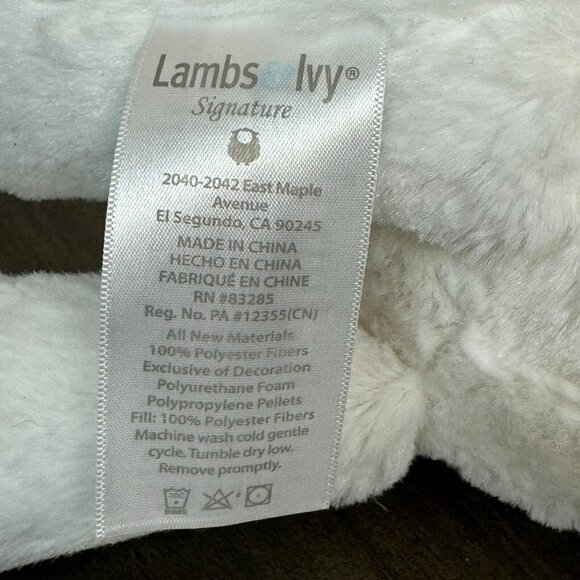 Lambs & Ivy®
Signature
2040-2042 East Maple
Avenue
El Segundo, CA 90245
MADE IN CHINA
HECHO EN CHINA
FABRIQUÉ EN CHINE
RN #83285
Reg. No. PA #12355(CN)
All New Materials
100% Polyester Fibers
Exclusive of Decoration
Polyurethane Foam
Polypropylene Pellets
Fill: 100% Polyester Fibers
Machine wash cold gentle
cycle. Tumble dry low.
Remove promptly.